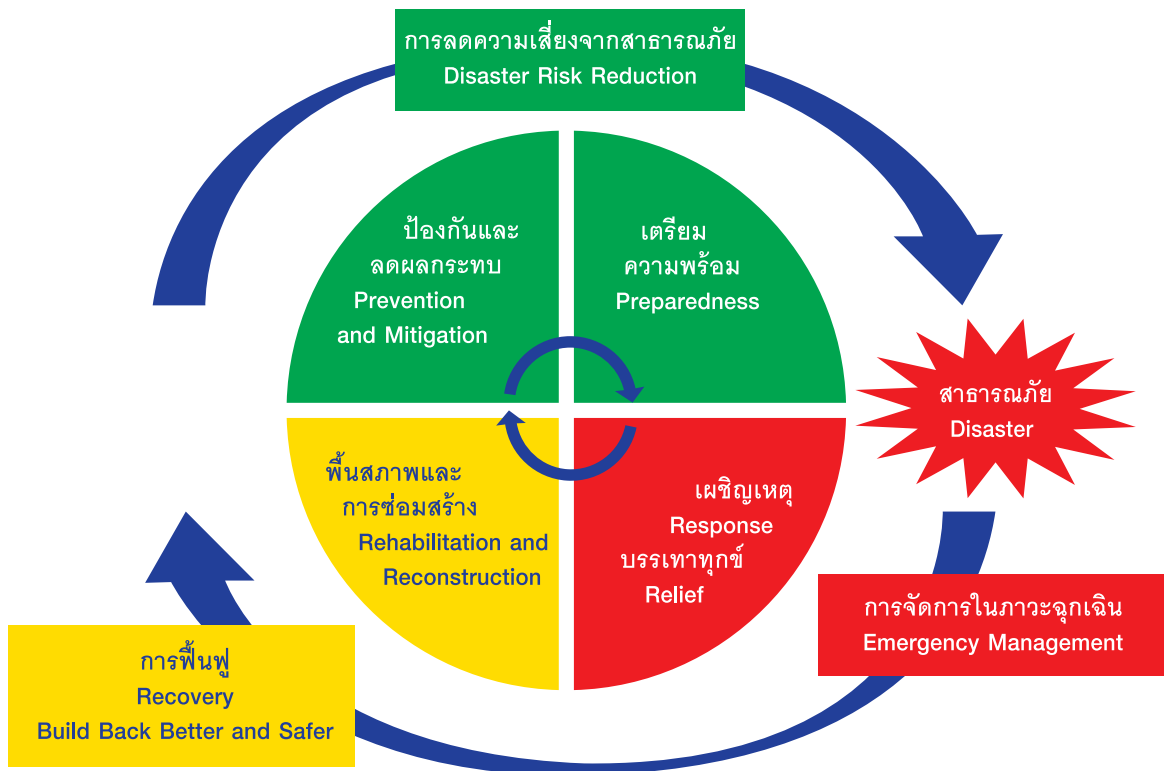 การลดความเสี่ยงจากสาธารณภัย
Disaster Risk Reduction
ป้องกันและ
ลดผลกระทบ
Prevention
and Mitigation
เตรียม
ความพร้อม
Preparedness
สาธารณภัย
Disaster
พื้นสภาพและ
การซ่อมสร้าง
Rehabilitation and
Reconstruction
เผชิญเหตุ
Response
บรรเทาทุกข์
Relief
การจัดการในภาวะฉุกเฉิน
Emergency Management
การฟื้นฟู
Recovery
Build Back Better and Safer